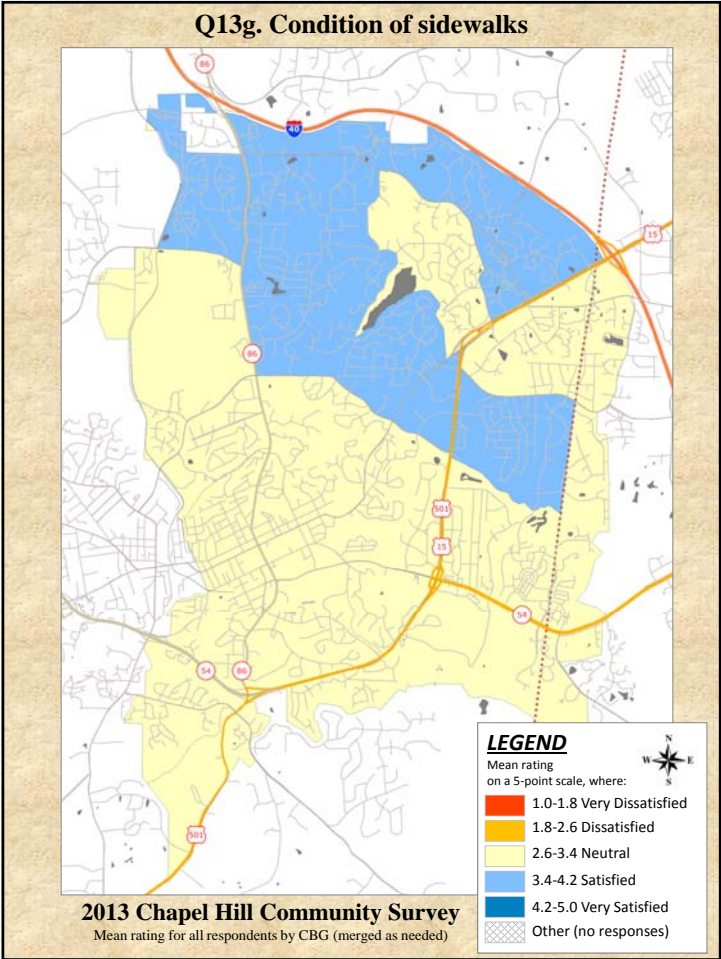 Q13g. Condition of sidewalks
86
40
15
86
501
15
54
54
86
501
LEGEND
Mean rating
on a 5-point scale, where:
N
W E
S
1.0-1.8 Very Dissatisfied
1.8-2.6 Dissatisfied
2.6-3.4 Neutral
3.4-4.2 Satisfied
4.2-5.0 Very Satisfied
Other (no responses)
2013 Chapel Hill Community Survey
Mean rating for all respondents by CBG (merged as needed)